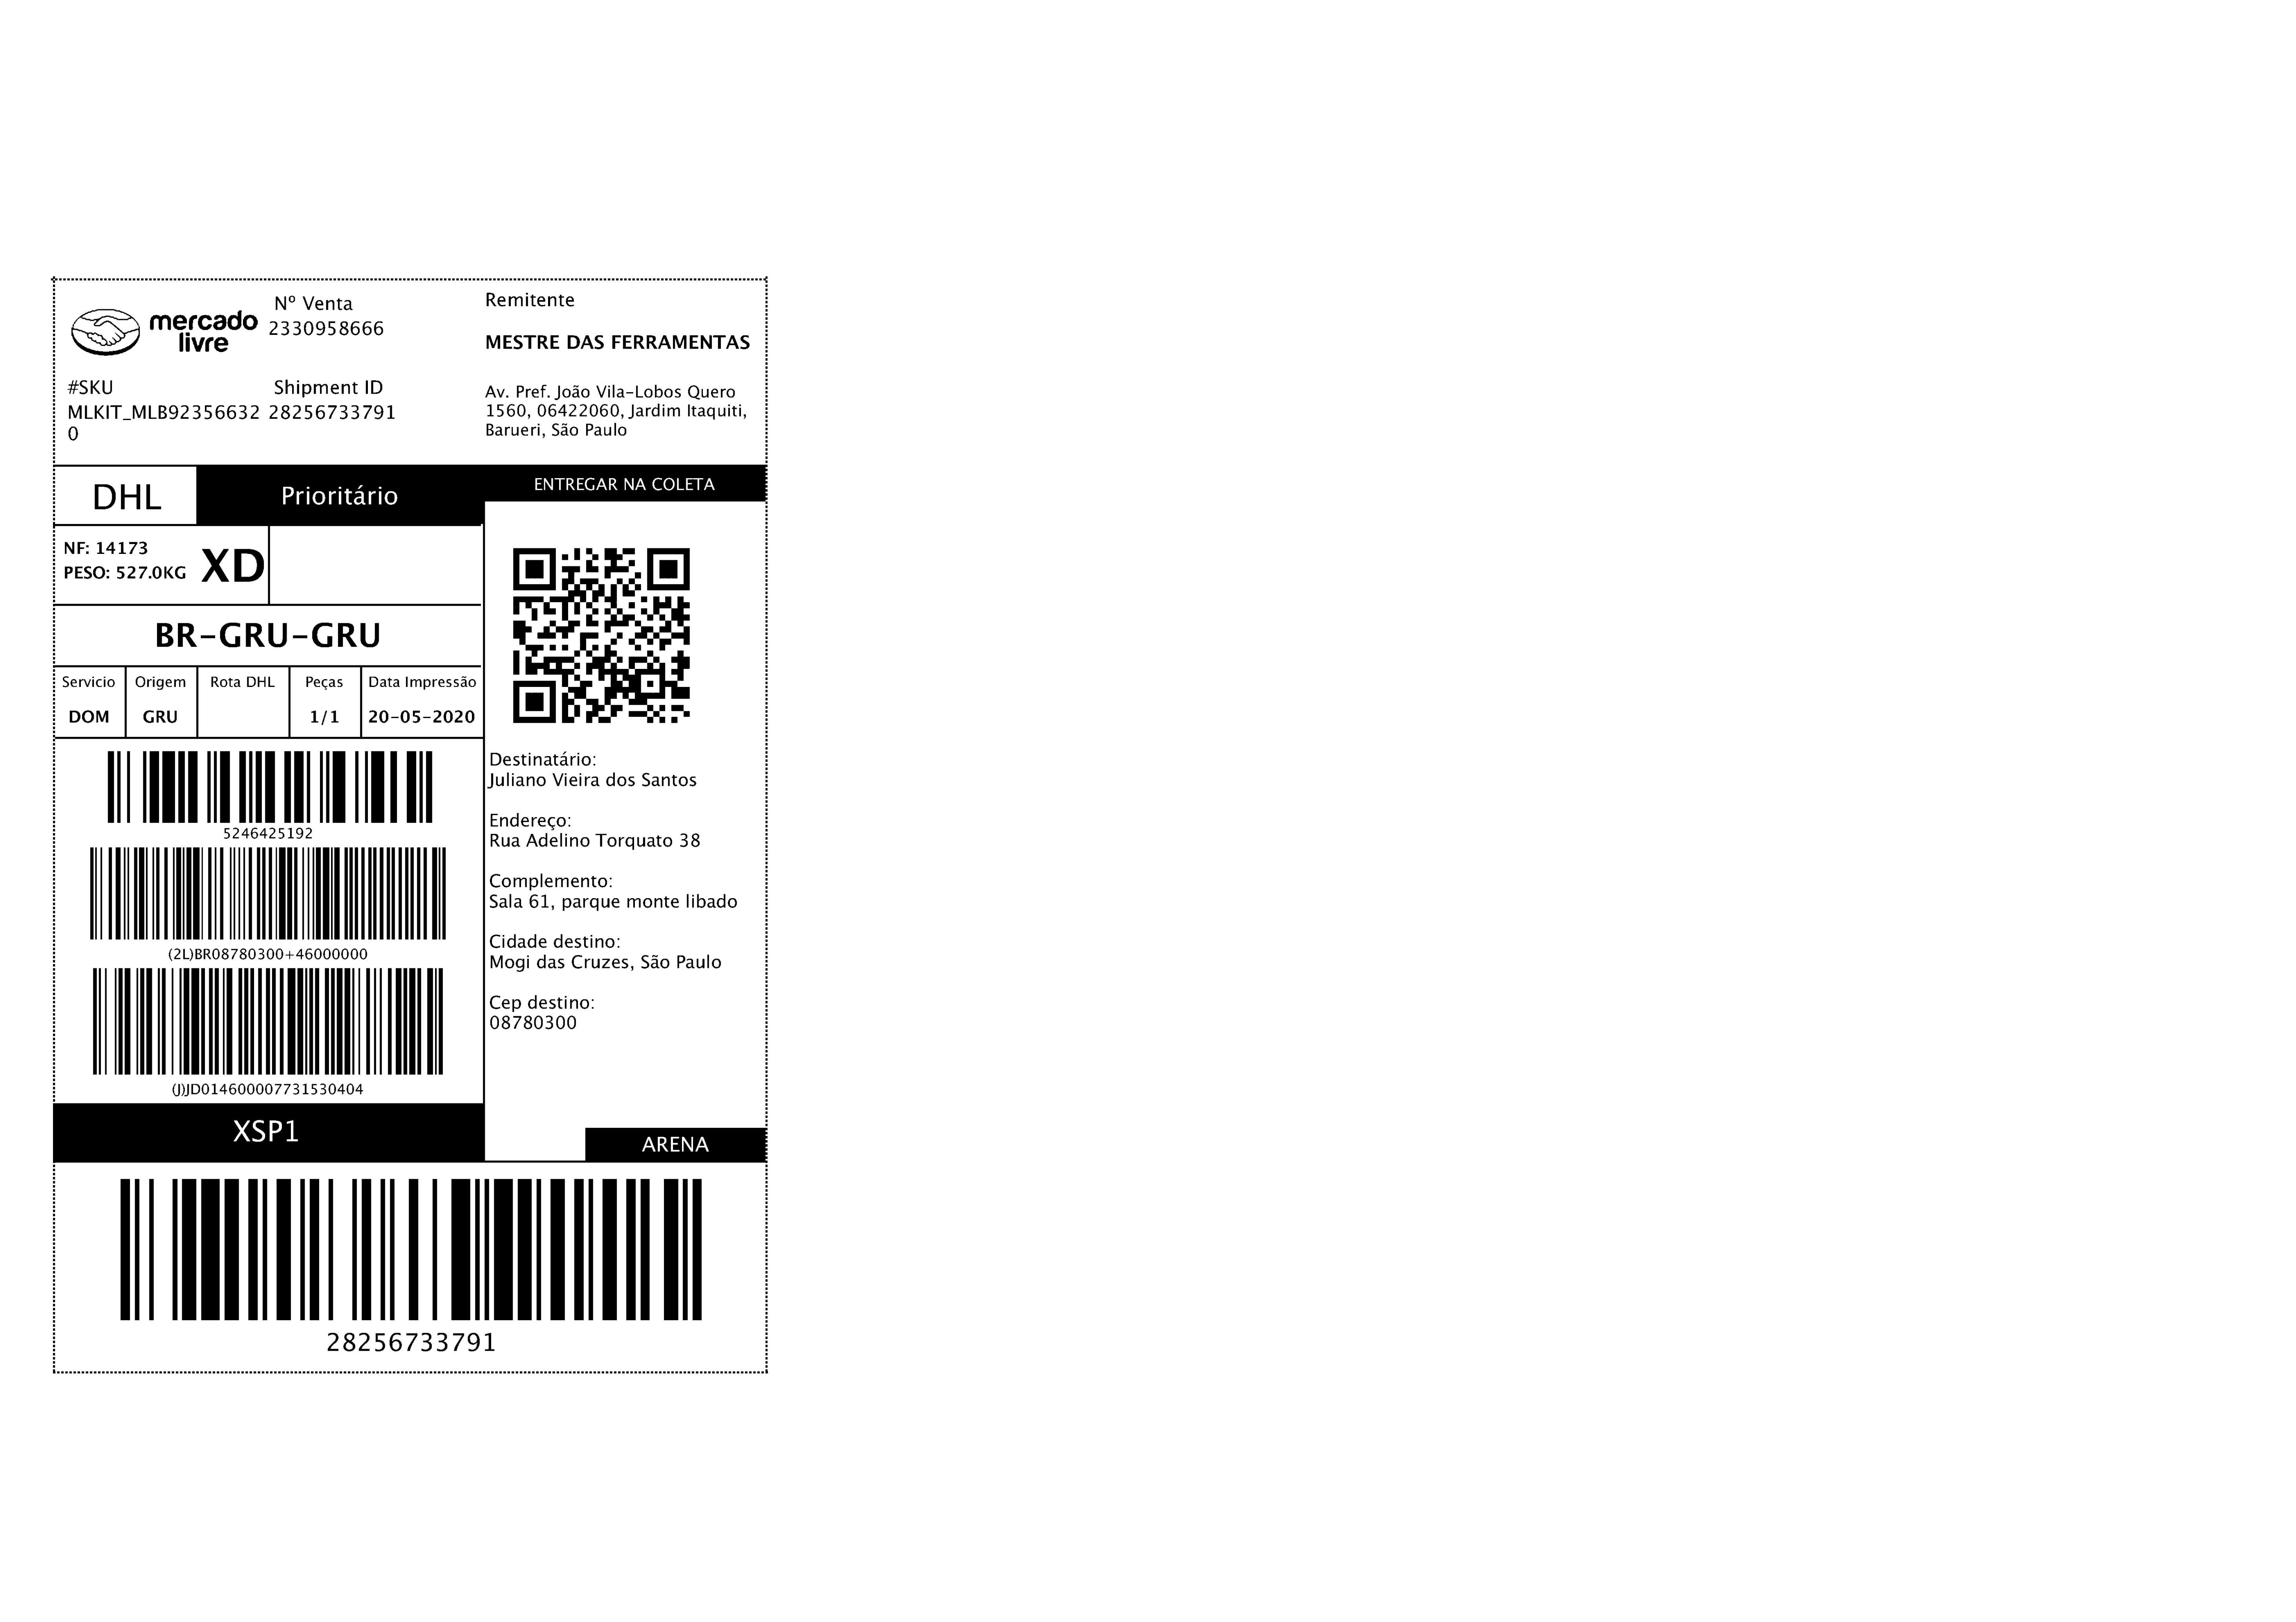 mercado
livre
Nº Venta
2330958666
#SKU
MLKIT_MLB92356632
0
Shipment ID
28256733791
Remitente
MESTRE DAS FERRAMENTAS
Av. Pref. João Vila-Lobos Quero
1560, 06422060, Jardim Itaquiti,
Barueri, São Paulo
DHL
Prioritário
ENTREGAR NA COLETA
NF: 14173
PESO: 527.0KG
XD
BR-GRU-GRU
Servicio Origem Rota DHL Peças Data Impressão
DOM GRU 1/1 20-05-2020
5246425192
(2L)BR08780300+46000000
(J)JD014600007731530404
XSP1
Destinatário:
Juliano Vieira dos Santos
Endereço:
Rua Adelino Torquato 38
Complemento:
Sala 61, parque monte libado
Cidade destino:
Mogi das Cruzes, São Paulo
Cep destino:
08780300
ARENA
28256733791